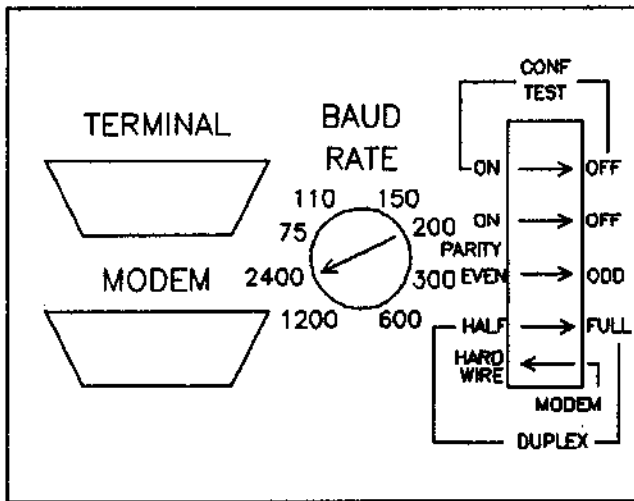 CONF
TEST
TERMINAL
BAUD
RATE
ON OFF
110 150
75 200
ON OFF
PARITY
MODEM
2400 300
EVEN ODD
1200 600
HALF FULL
HARD
WIRE
MODEM
DUPLEX